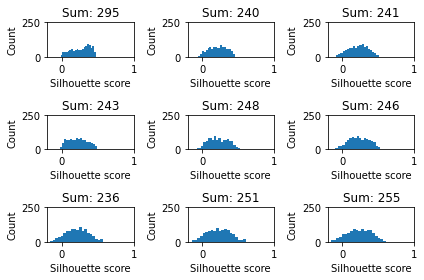 Sum: 295 Sum: 240 Sum: 241
250 250 250
Count Count Count
0 0 0
0 1 0 1 0 1
Silhouette score Silhouette score Silhouette score
Sum: 243 Sum: 248 Sum: 246
250 250 250
Count Count Count
0 0 0
0 1 0 1 0 1
Silhouette score Silhouette score Silhouette score
Sum: 236 Sum: 251 Sum: 255
250 250 250
Count Count Count
0 0 0
0 1 0 1 0 1
Silhouette score Silhouette score Silhouette score